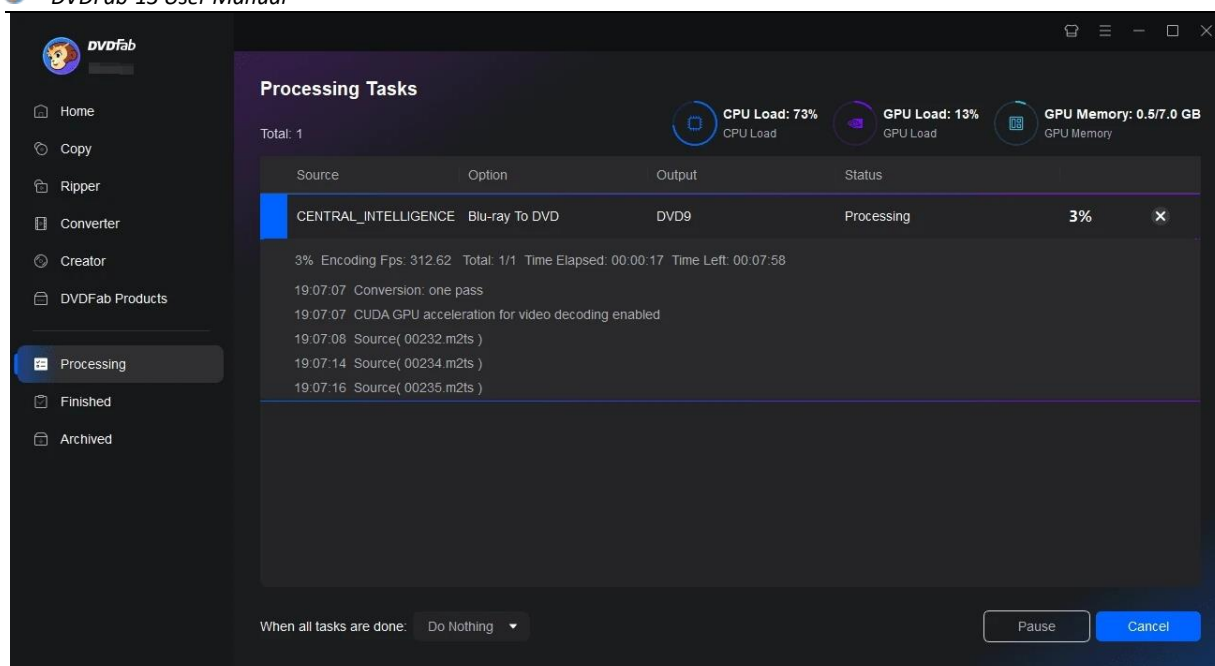 DVDFab 13 User Manual
DVDFab
Home
Copy
Ripper
Converter
Creator
DVDFab Products
Processing
Finished
Archived
Processing Tasks
Total: 1
CPU Load: 73%
CPU Load
GPU Load: 13%
GPU Load
GPU Memory: 0.5/7.0 GB
GPU Memory
Source Option Output Status
CENTRAL_INTELLIGENCE Blu-ray To DVD DVD9 Processing 3%
3% Encoding Fps: 312.62 Total: 1/1 Time Elapsed: 00:00:17 Time Left: 00:07:58
19:07:07 Conversion: one pass
19:07:07 CUDA GPU acceleration for video decoding enabled
19:07:08 Source( 00232.m2ts )
19:07:14 Source( 00234.m2ts )
19:07:16 Source( 00235.m2ts )
When all tasks are done: Do Nothing
Pause
Cancel